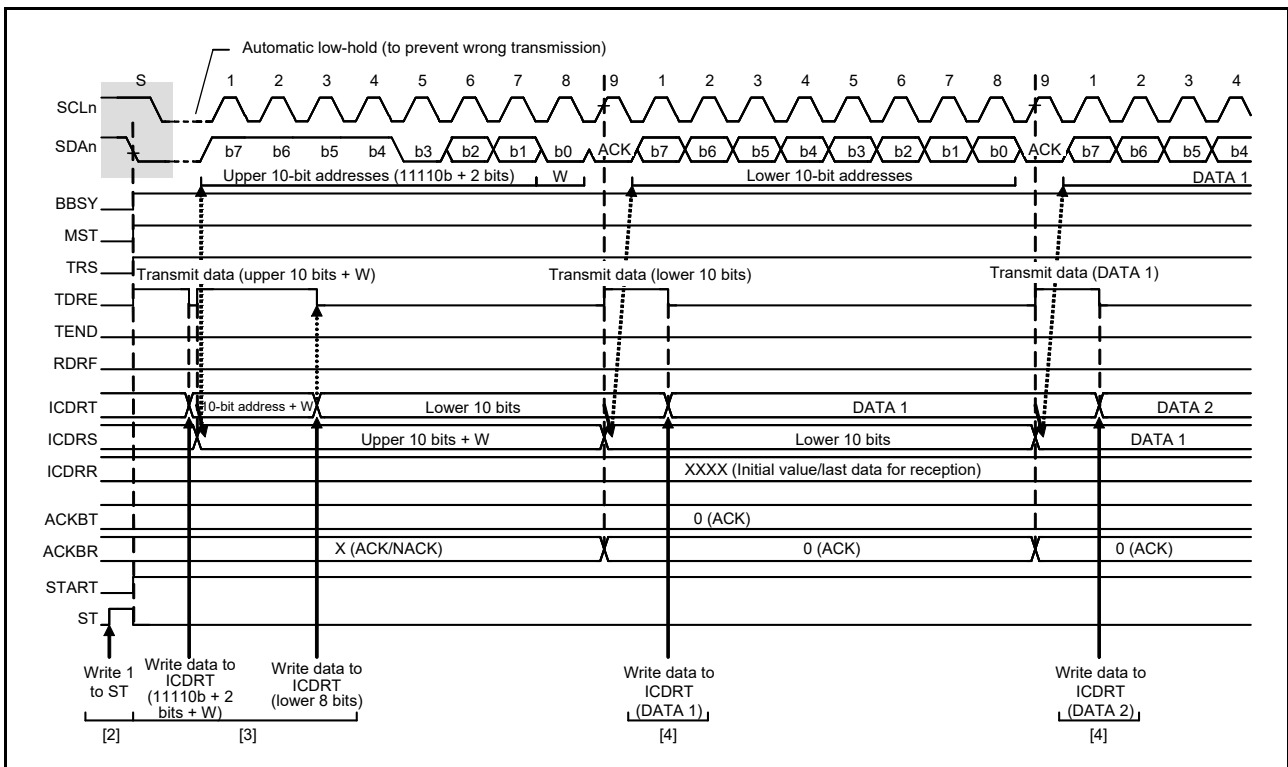 Automatic low-hold (to prevent wrong transmission)
S 1 2 3 4 5 6 7 8 9 1 2 3 4 5 6 7 8 9 1 2 3 4
SCLn
SDAn b7 b6 b5 b4 b3 b2 b1 b0 ACK b7 b6 b5 b4 b3 b2 b1 b0 ACK b7 b6 b5 b4
Upper 10-bit addresses (11110b + 2 bits) W Lower 10-bit addresses DATA 1
BBSY
MST
TRS
Transmit data (upper 10 bits + W) Transmit data (lower 10 bits) Transmit data (DATA 1)
TDRE
TEND
RDRF
ICDRT 10-bit address + W Lower 10 bits DATA 1 DATA 2
ICDRS Upper 10 bits + W Lower 10 bits DATA 1
ICDRR XXXX (Initial value/last data for reception)
ACKBT 0 (ACK)
ACKBR X (ACK/NACK) 0 (ACK) 0 (ACK)
START
ST
Write 1
to ST
Write data to
ICDRT
(11110b + 2
bits + W)
Write data to
ICDRT
(lower 8 bits)
Write data to
ICDRT
(DATA 1)
Write data to
ICDRT
(DATA 2)
[2] [3] [4] [4]